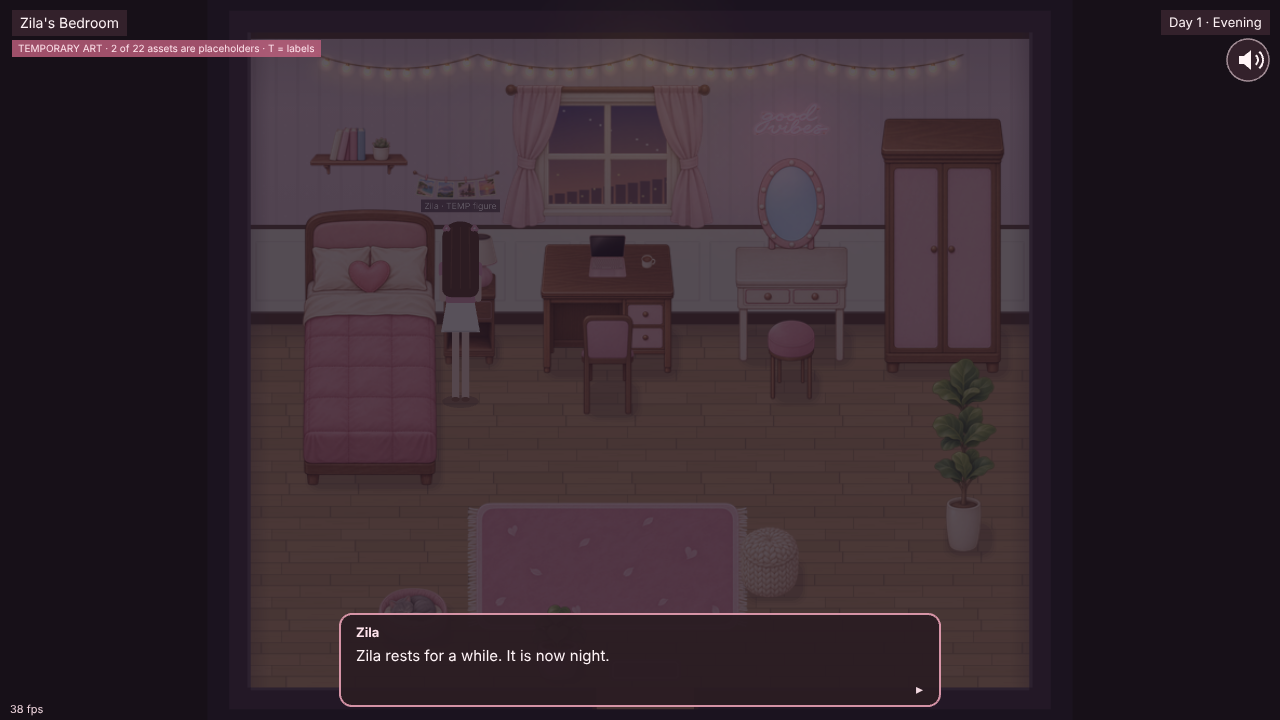 Zila's Bedroom
Day 1 · Evening
TEMPORARY ART · 2 of 22 assets are placeholders · T = labels
good
vibes
Zila · TEMP figure
Zila
Zila rests for a while. It is now night.
38 fps